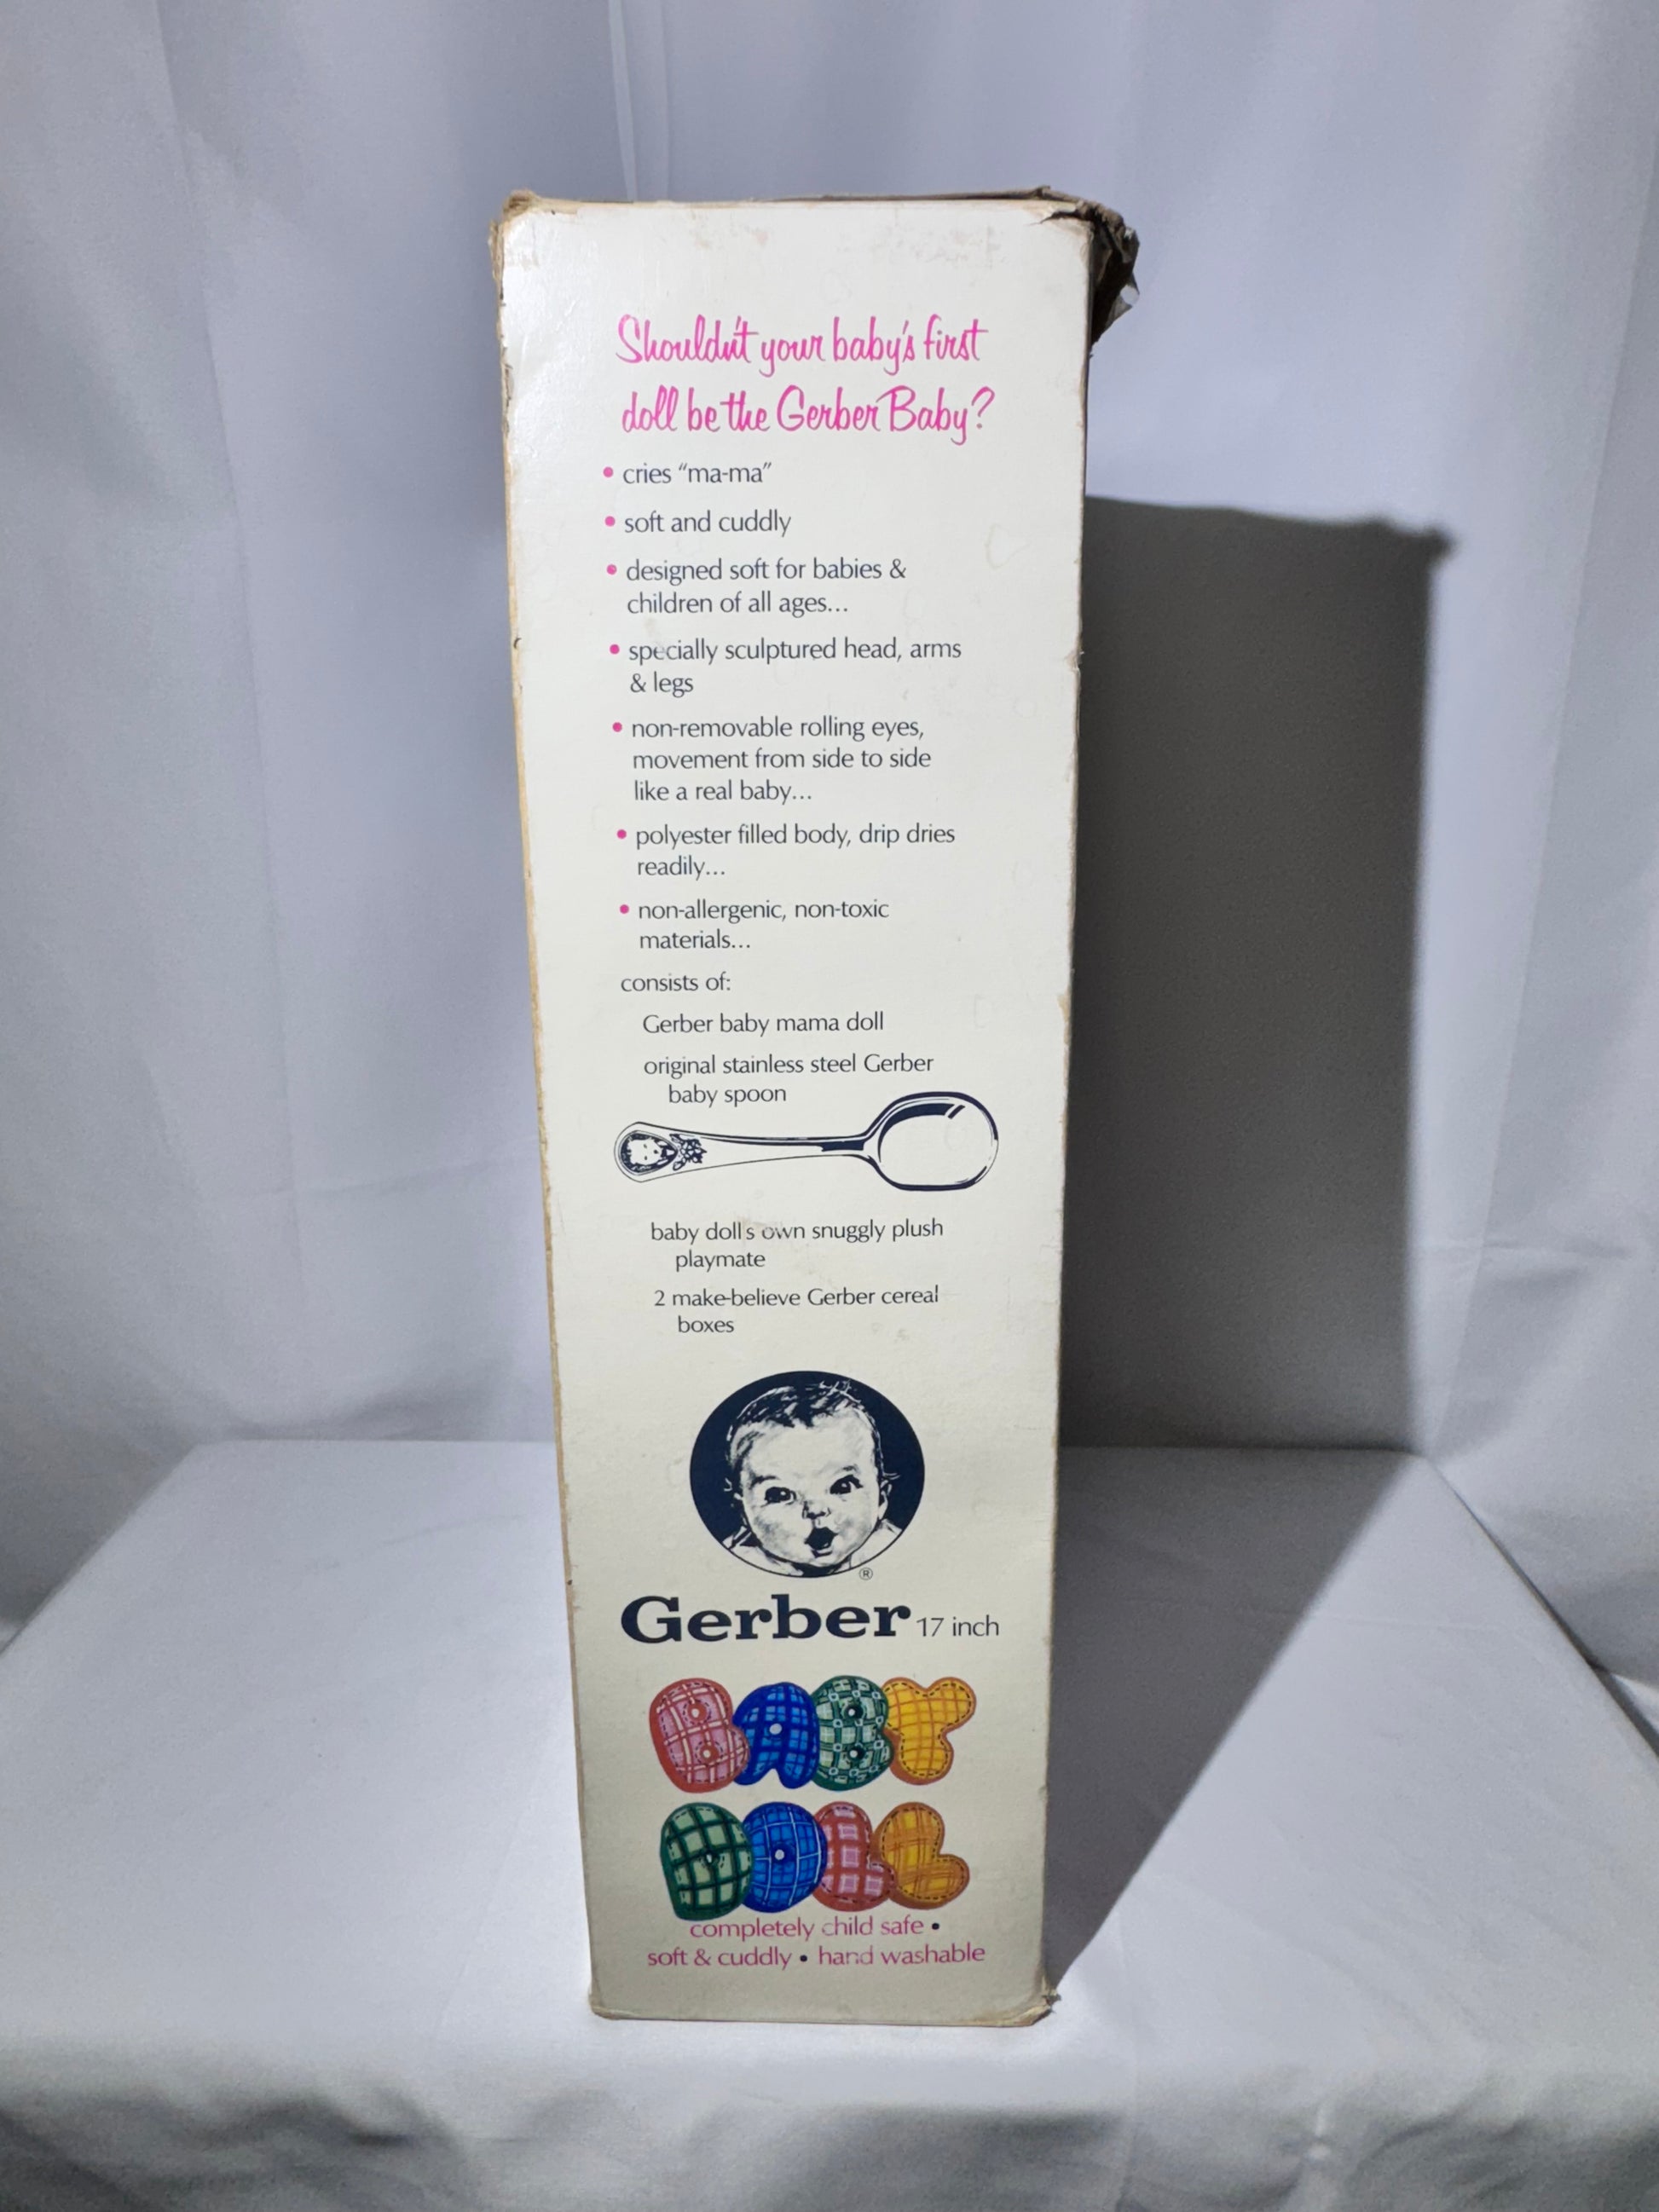 Shouldn't your baby's first
doll be the Gerber Baby?
• cries "ma-ma"
• soft and cuddly
• designed soft for babies &
children of all ages...
• specially sculptured head, arms
& legs
• non-removable rolling eyes,
movement from side to side
like a real baby...
• polyester filled body, drip dries
readily...
• non-allergenic, non-toxic
materials...
consists of:
Gerber baby mama doll
original stainless steel Gerber
baby spoon
baby doll's own snuggly plush
playmate
2 make-believe Gerber cereal
boxes
®
Gerber 17 inch
BABY
DOLL
completely child safe •
soft & cuddly • hand washable